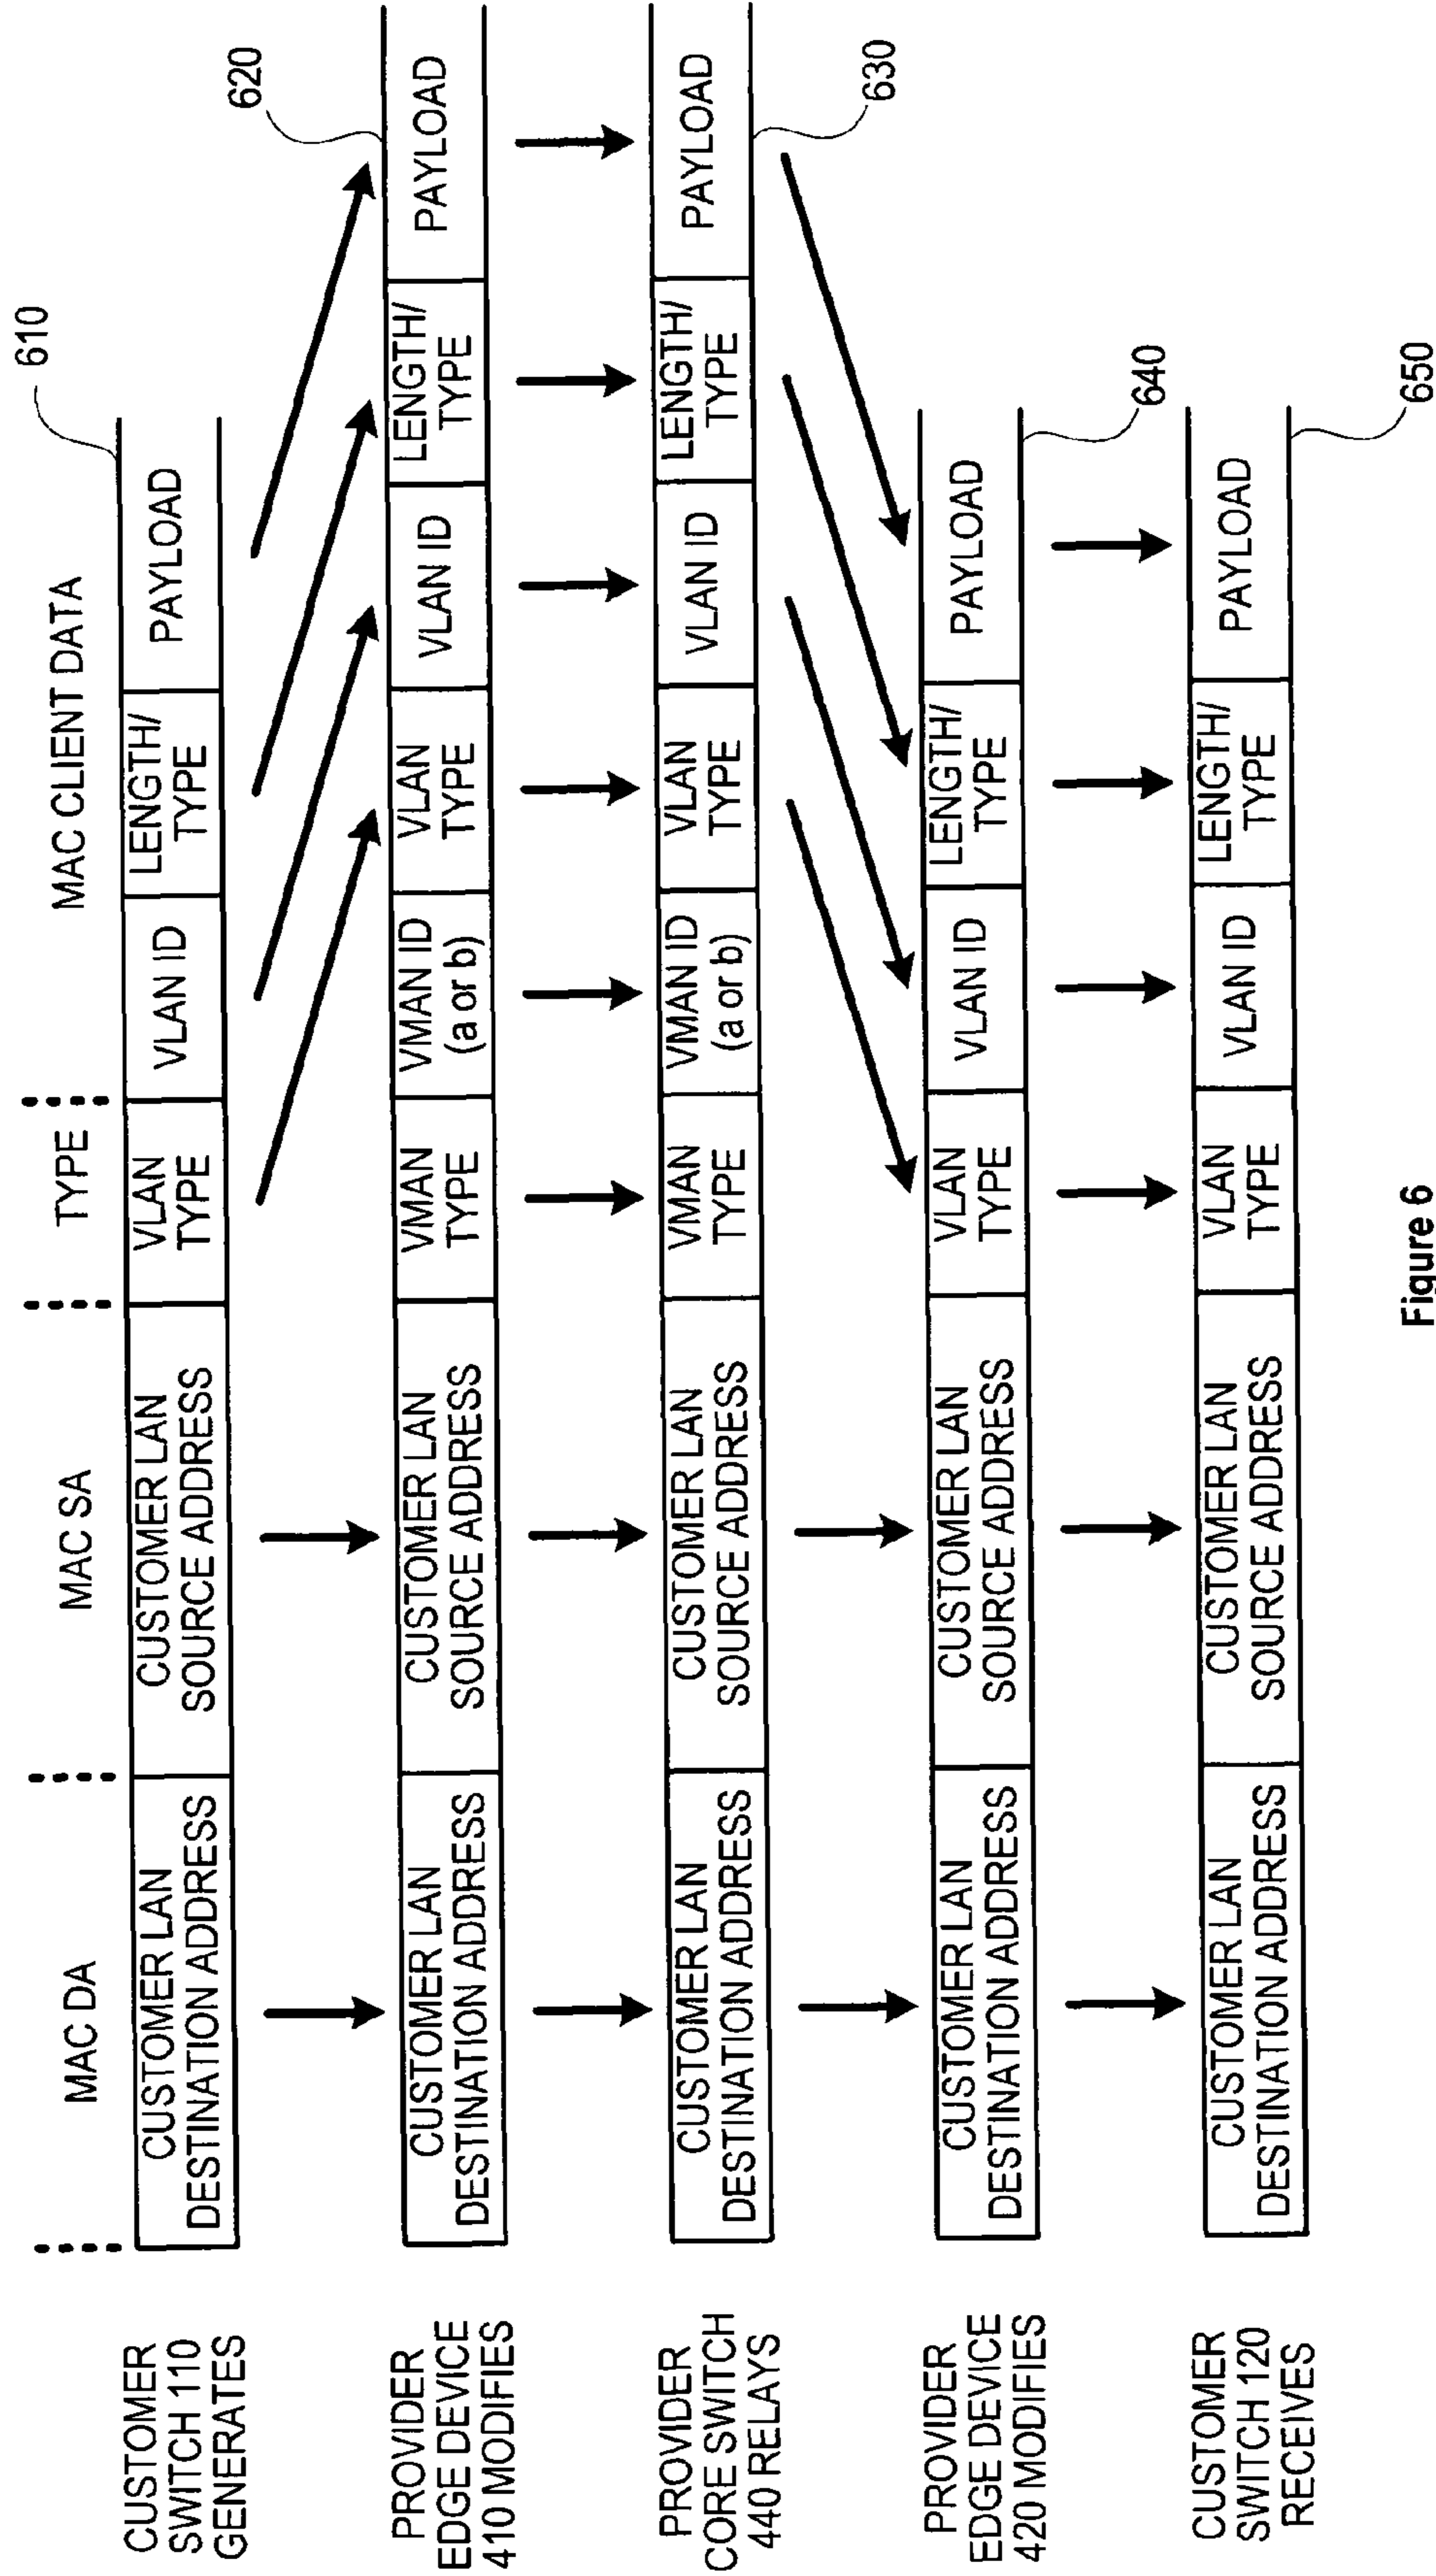 MAC DA
MAC SA
TYPE
MAC CLIENT DATA
CUSTOMER
SWITCH 110
GENERATES
CUSTOMER LAN
DESTINATION ADDRESS
CUSTOMER LAN
SOURCE ADDRESS
VLAN
TYPE
VLAN ID
LENGTH/
TYPE
PAYLOAD
610
PROVIDER
EDGE DEVICE
410 MODIFIES
CUSTOMER LAN
DESTINATION ADDRESS
CUSTOMER LAN
SOURCE ADDRESS
VMAN
TYPE
VMAN ID
(a or b)
VLAN
TYPE
VLAN ID
LENGTH/
TYPE
PAYLOAD
620
PROVIDER
CORE SWITCH
440 RELAYS
CUSTOMER LAN
DESTINATION ADDRESS
CUSTOMER LAN
SOURCE ADDRESS
VMAN
TYPE
VMAN ID
(a or b)
VLAN
TYPE
VLAN ID
LENGTH/
TYPE
PAYLOAD
630
PROVIDER
EDGE DEVICE
420 MODIFIES
CUSTOMER LAN
DESTINATION ADDRESS
CUSTOMER LAN
SOURCE ADDRESS
VLAN
TYPE
VLAN ID
LENGTH/
TYPE
PAYLOAD
640
CUSTOMER
SWITCH 120
RECEIVES
CUSTOMER LAN
DESTINATION ADDRESS
CUSTOMER LAN
SOURCE ADDRESS
VLAN
TYPE
VLAN ID
LENGTH/
TYPE
PAYLOAD
650
Figure 6